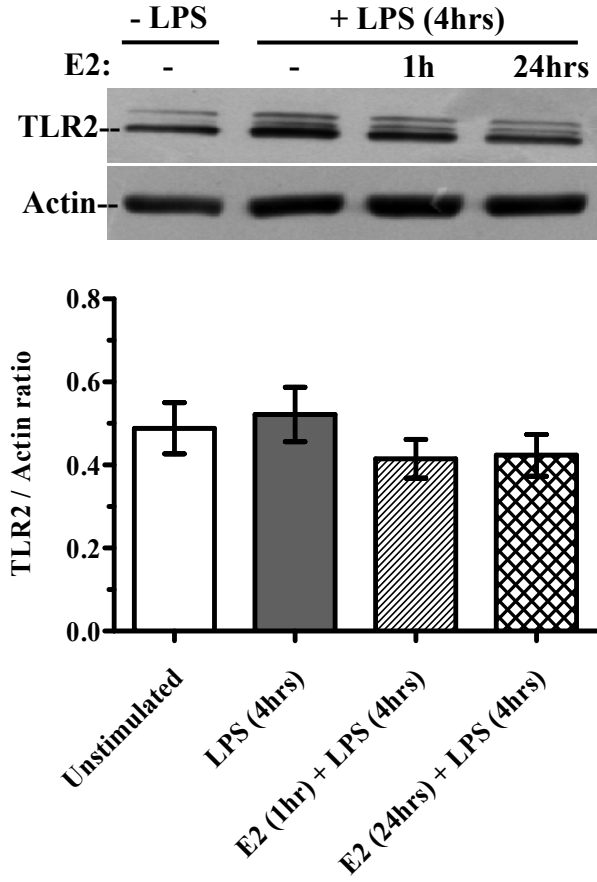 - LPS + LPS (4hrs)
E2: - - 1h 24hrs
TLR2--
Actin--
0.8
0.6
0.4
0.2
0.0
TLR2 / Actin ratio
Unstimulated
LPS (4hrs)
E2 (1hr) + LPS (4hrs)
E2 (24hrs) + LPS (4hrs)